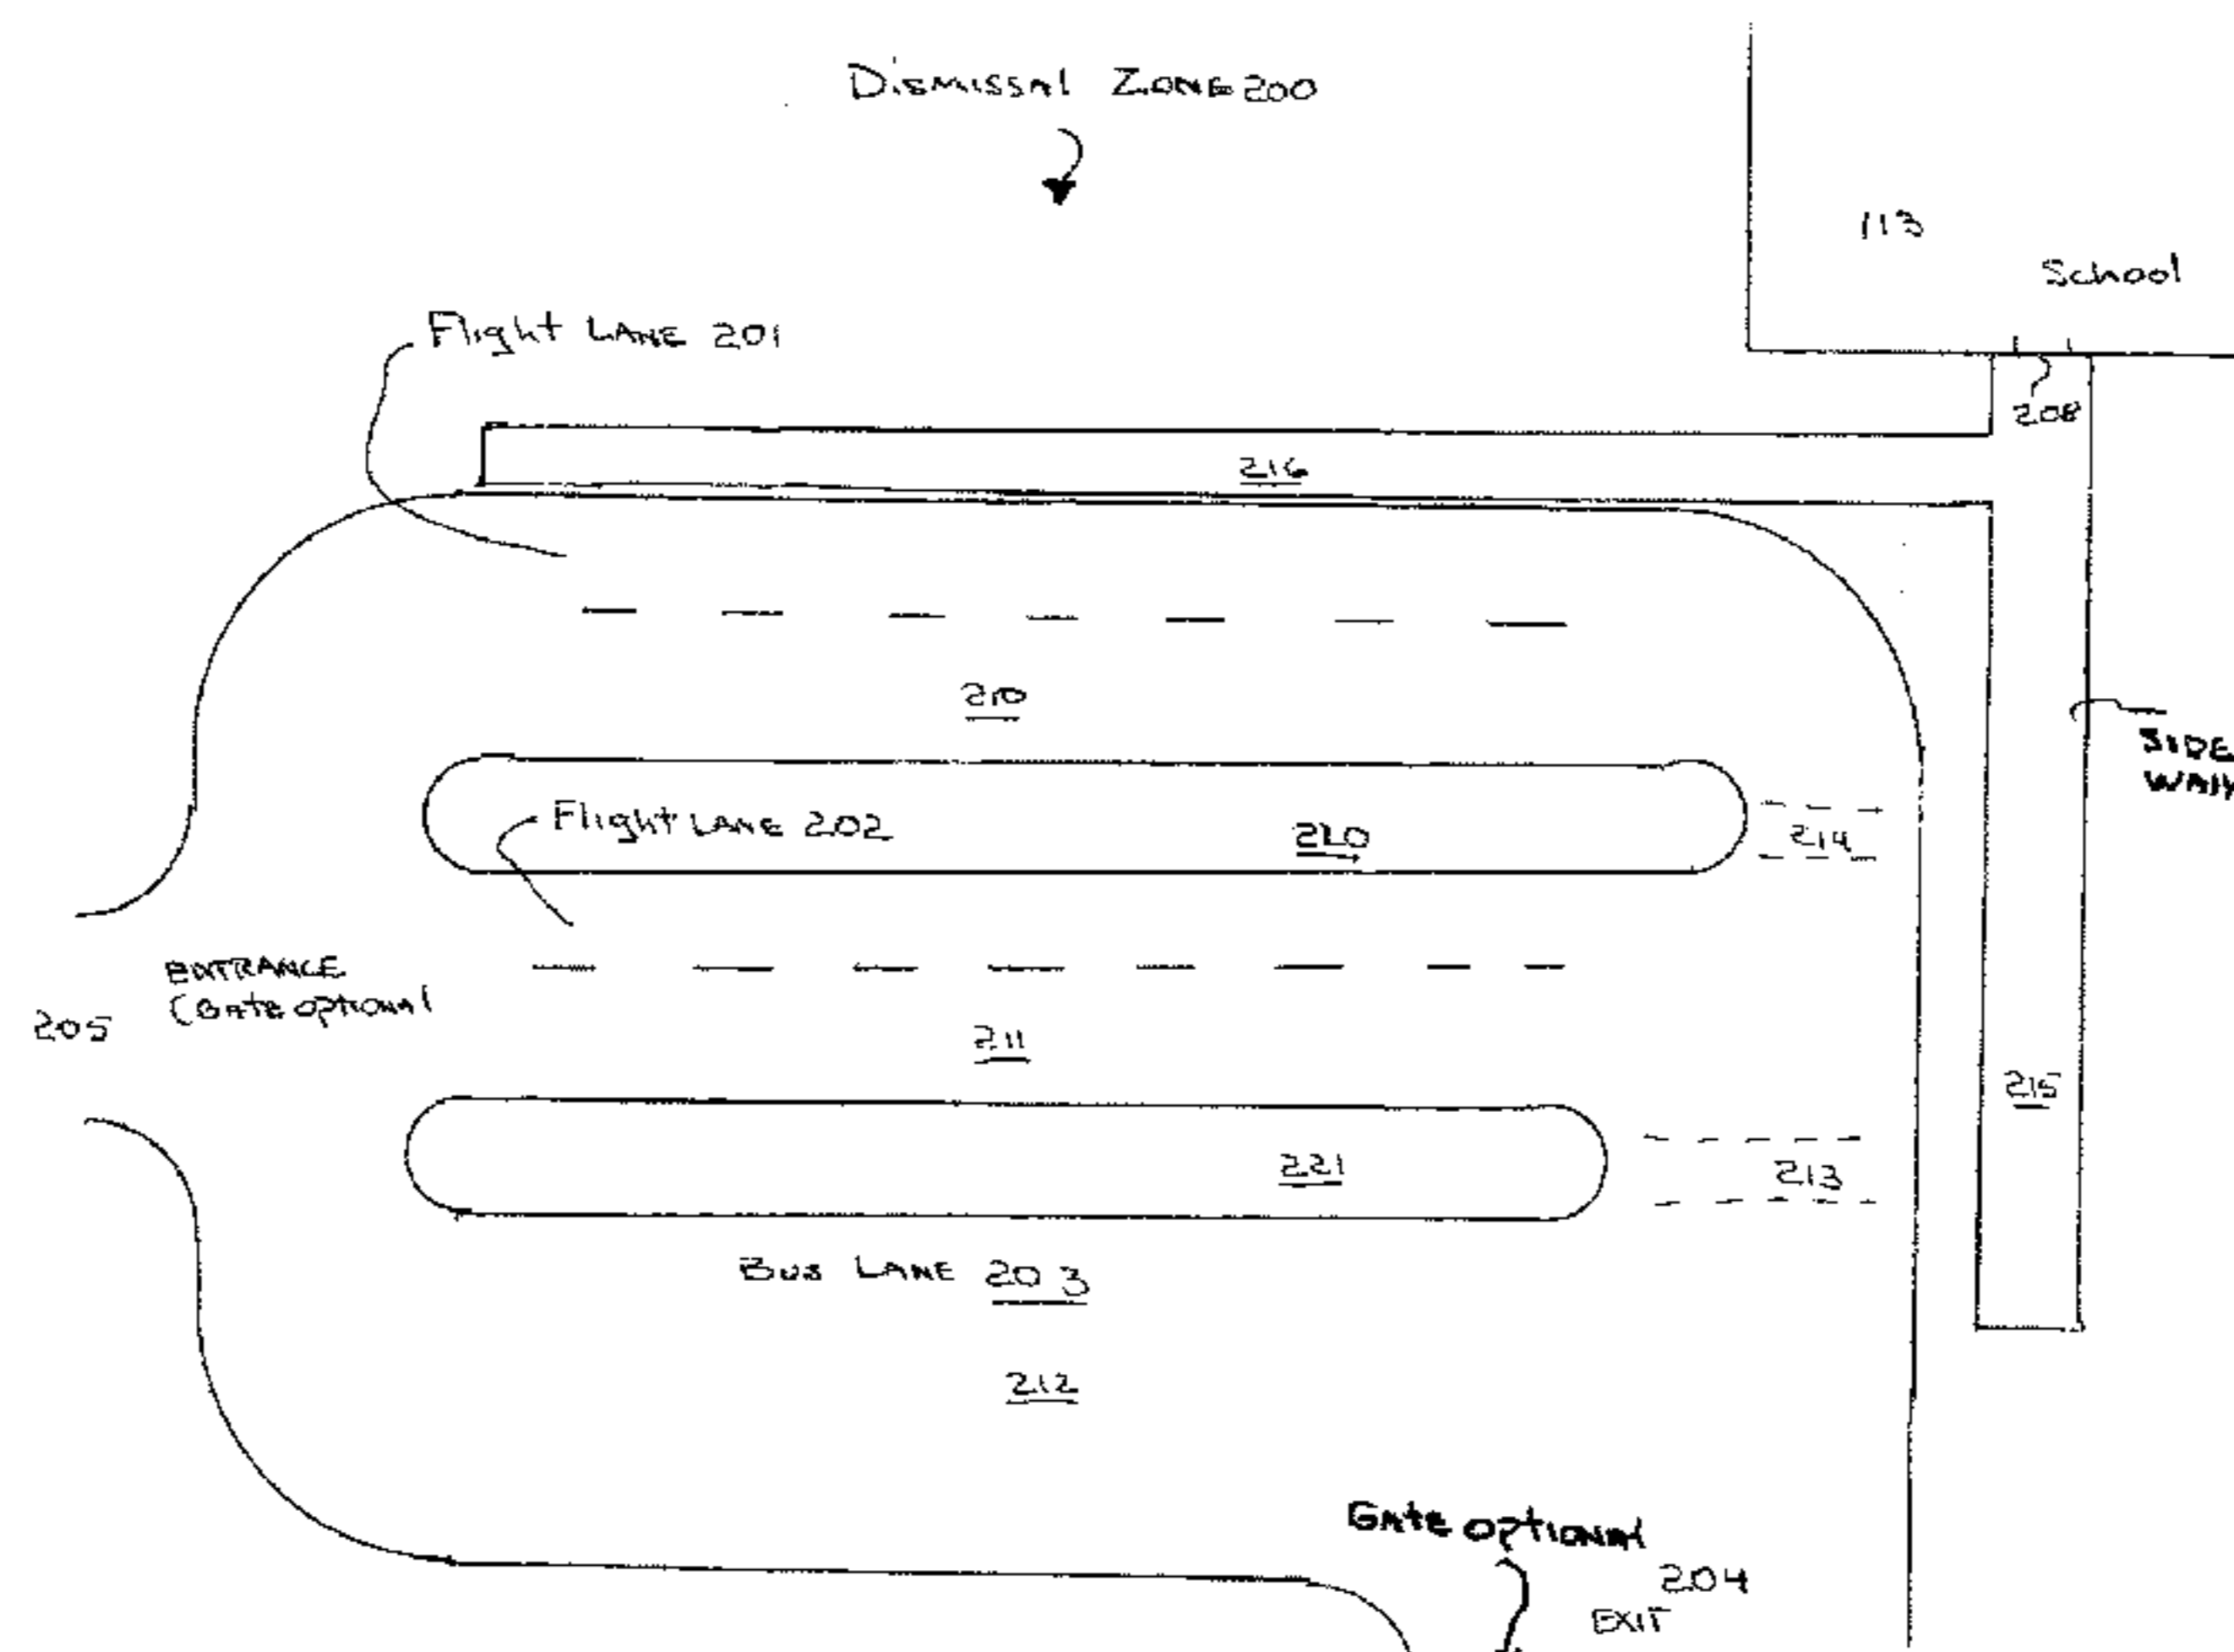 Dismissal ZONE 200
113
School
Flight LANE 201
208
216
210
SIDE
WALK
Flight LANE 202
220
214
ENTRANCE
(Gate optional
205
211
215
221
213
Bus LANE 203
212
Gate optional
204
EXIT